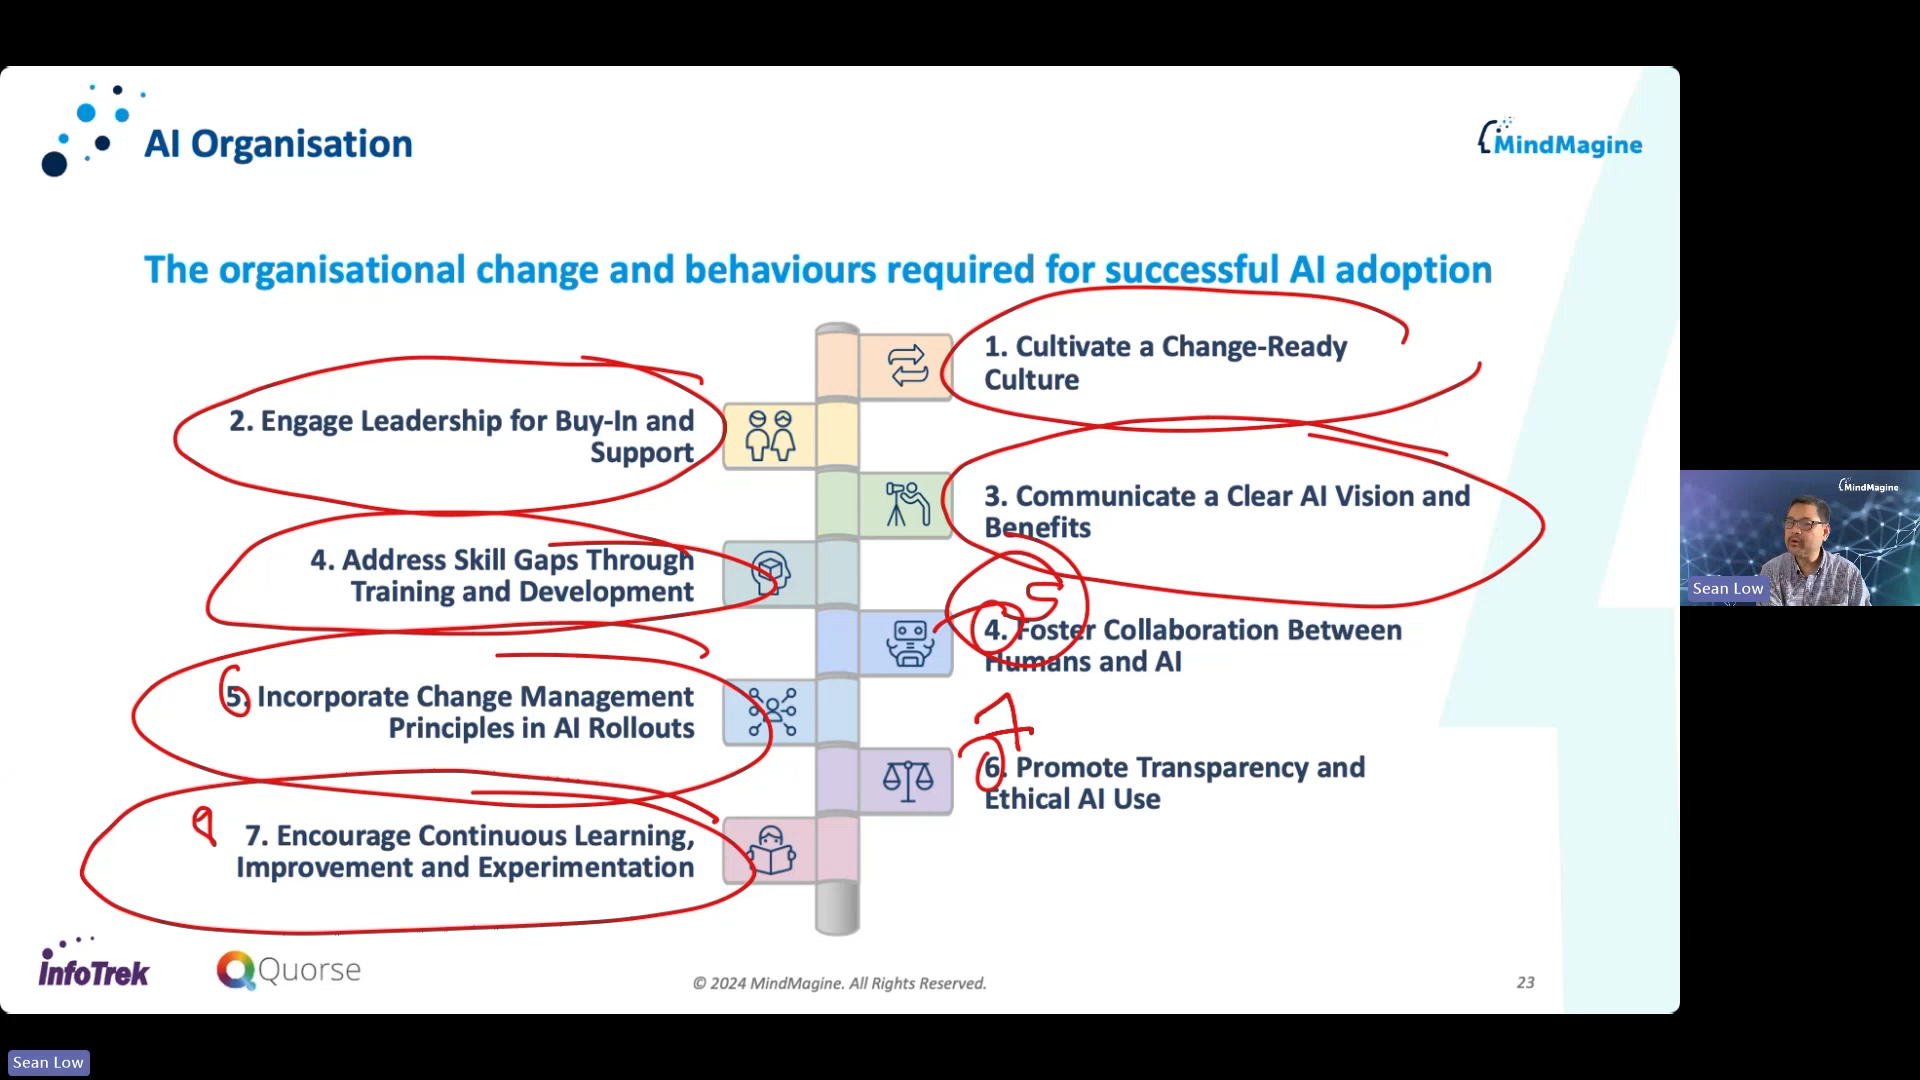 AI Organisation
MindMagine
The organisational change and behaviours required for successful AI adoption
1. Cultivate a Change-Ready
Culture
2. Engage Leadership for Buy-In and
Support
3. Communicate a Clear AI Vision and
Benefits
4. Address Skill Gaps Through
Training and Development
5
4. Foster Collaboration Between
Humans and AI
6
5. Incorporate Change Management
Principles in AI Rollouts
7
6. Promote Transparency and
Ethical AI Use
7. Encourage Continuous Learning,
Improvement and Experimentation
InfoTrek
Quorse
© 2024 MindMagine. All Rights Reserved.
23
MindMagine
Sean Low
Sean Low